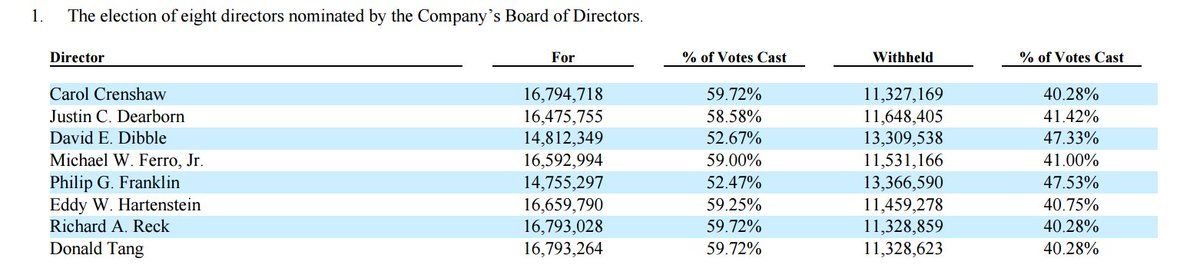 1. The election of eight directors nominated by the Company's Board of Directors.
Director For % of Votes Cast Withheld % of Votes Cast
Carol Crenshaw 16,794,718 59.72% 11,327,169 40.28%
Justin C. Dearborn 16,475,755 58.58% 11,648,405 41.42%
David E. Dibble 14,812,349 52.67% 13,309,538 47.33%
Michael W. Ferro, Jr. 16,592,994 59.00% 11,531,166 41.00%
Philip G. Franklin 14,755,297 52.47% 13,366,590 47.53%
Eddy W. Hartenstein 16,659,790 59.25% 11,459,278 40.75%
Richard A. Reck 16,793,028 59.72% 11,328,859 40.28%
Donald Tang 16,793,264 59.72% 11,328,623 40.28%